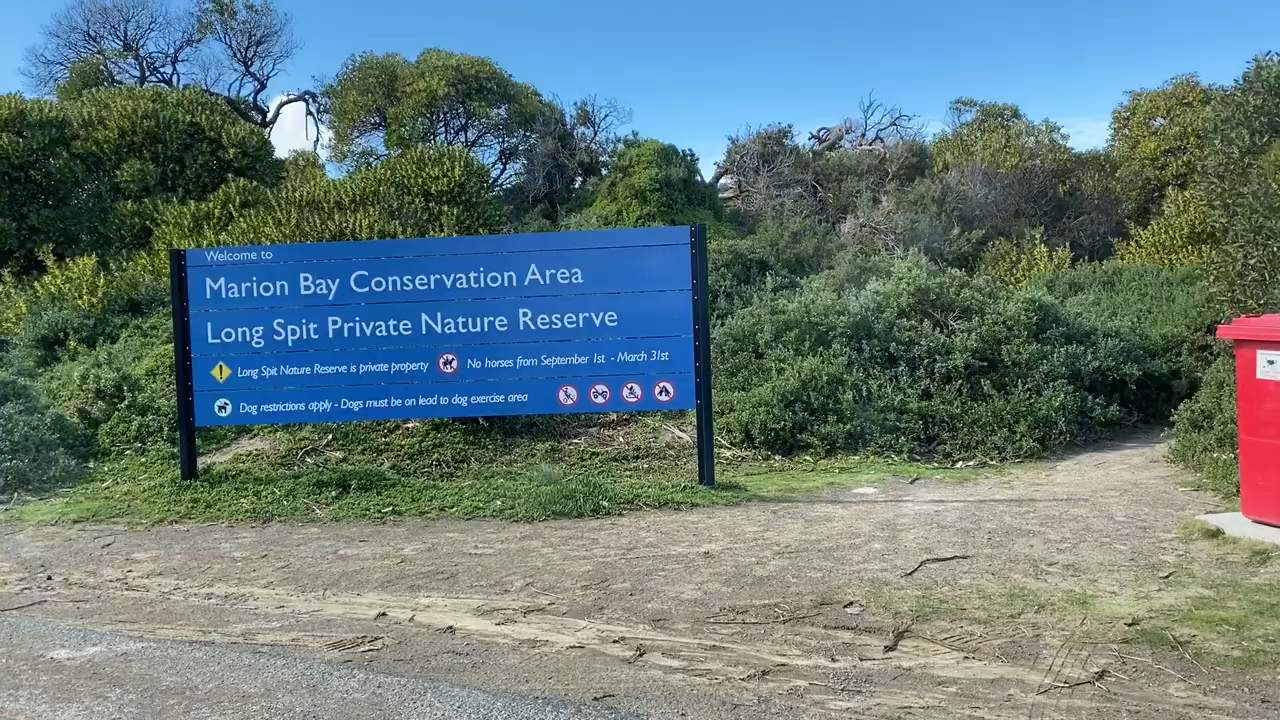 Welcome to
Marion Bay Conservation Area
Long Spit Private Nature Reserve
Long Spit Nature Reserve is private property No horses from September 1st - March 31st
Dog restrictions apply - Dogs must be on lead to dog exercise area